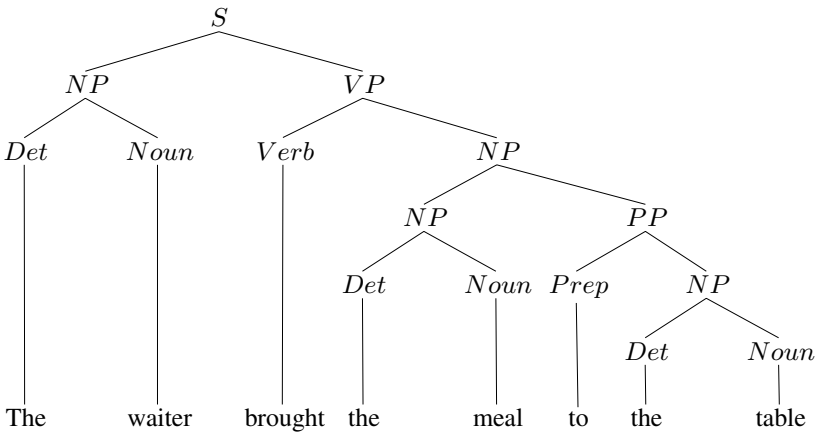 S
NP VP
Det Noun Verb NP
NP PP
Det Noun Prep NP
Det Noun
The waiter brought the meal to the table